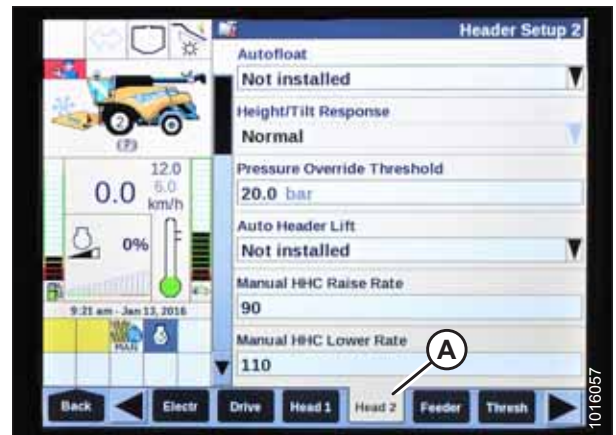 Header Setup 2
Autofloat
Not installed
Height/Tilt Response
Normal
Pressure Override Threshold
20.0 bar
Auto Header Lift
Not installed
Manual HHC Raise Rate
90
Manual HHC Lower Rate
110
2
(P)
12.0
0.0 6.0
km/h
0%
9:21 am - Jan 13, 2016
MAN
A
Back Electr Drive Head 1 Head 2 Feeder Thresh
1016057